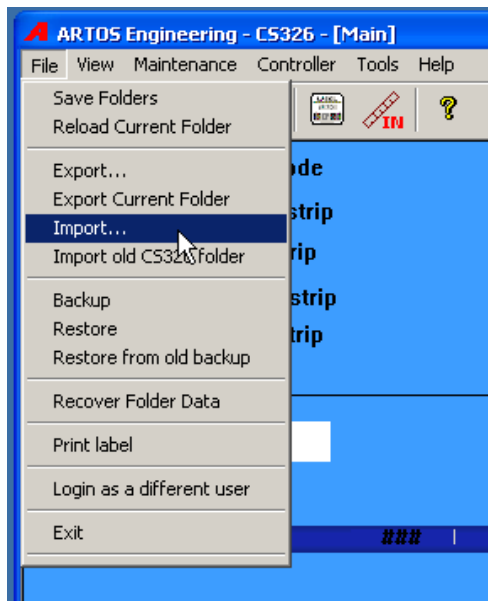 ARTOS Engineering - CS326 - [Main]
File View Maintenance Controller Tools Help
Save Folders
Reload Current Folder
IN
?
Export...
Export Current Folder
Import...
Import old CS326 folder
Backup
Restore
Restore from old backup
Recover Folder Data
Print label
Login as a different user
Exit
ode
strip
rip
strip
trip
###